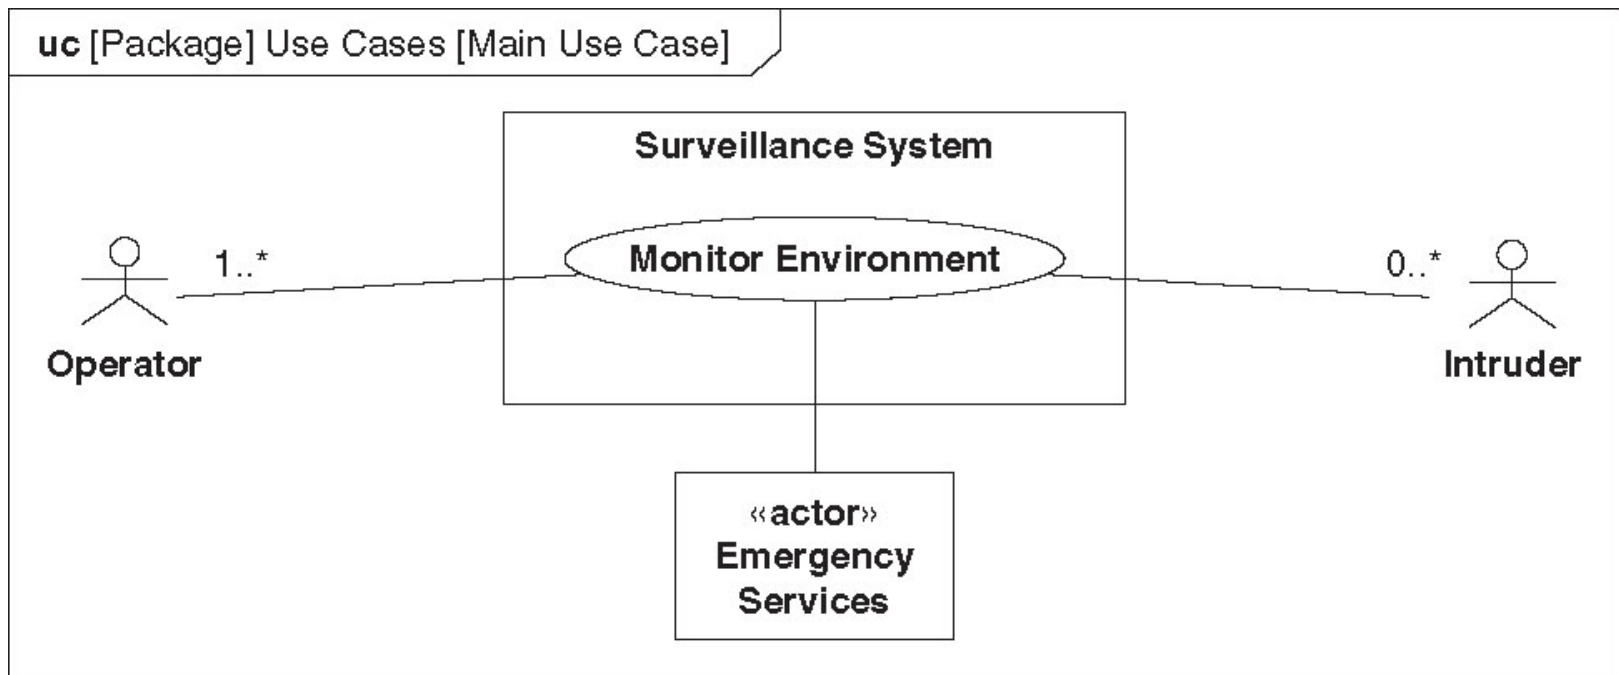 uc [Package] Use Cases [Main Use Case]
Surveillance System
Monitor Environment
1..*
0..*
Operator
Intruder
«actor»
Emergency
Services